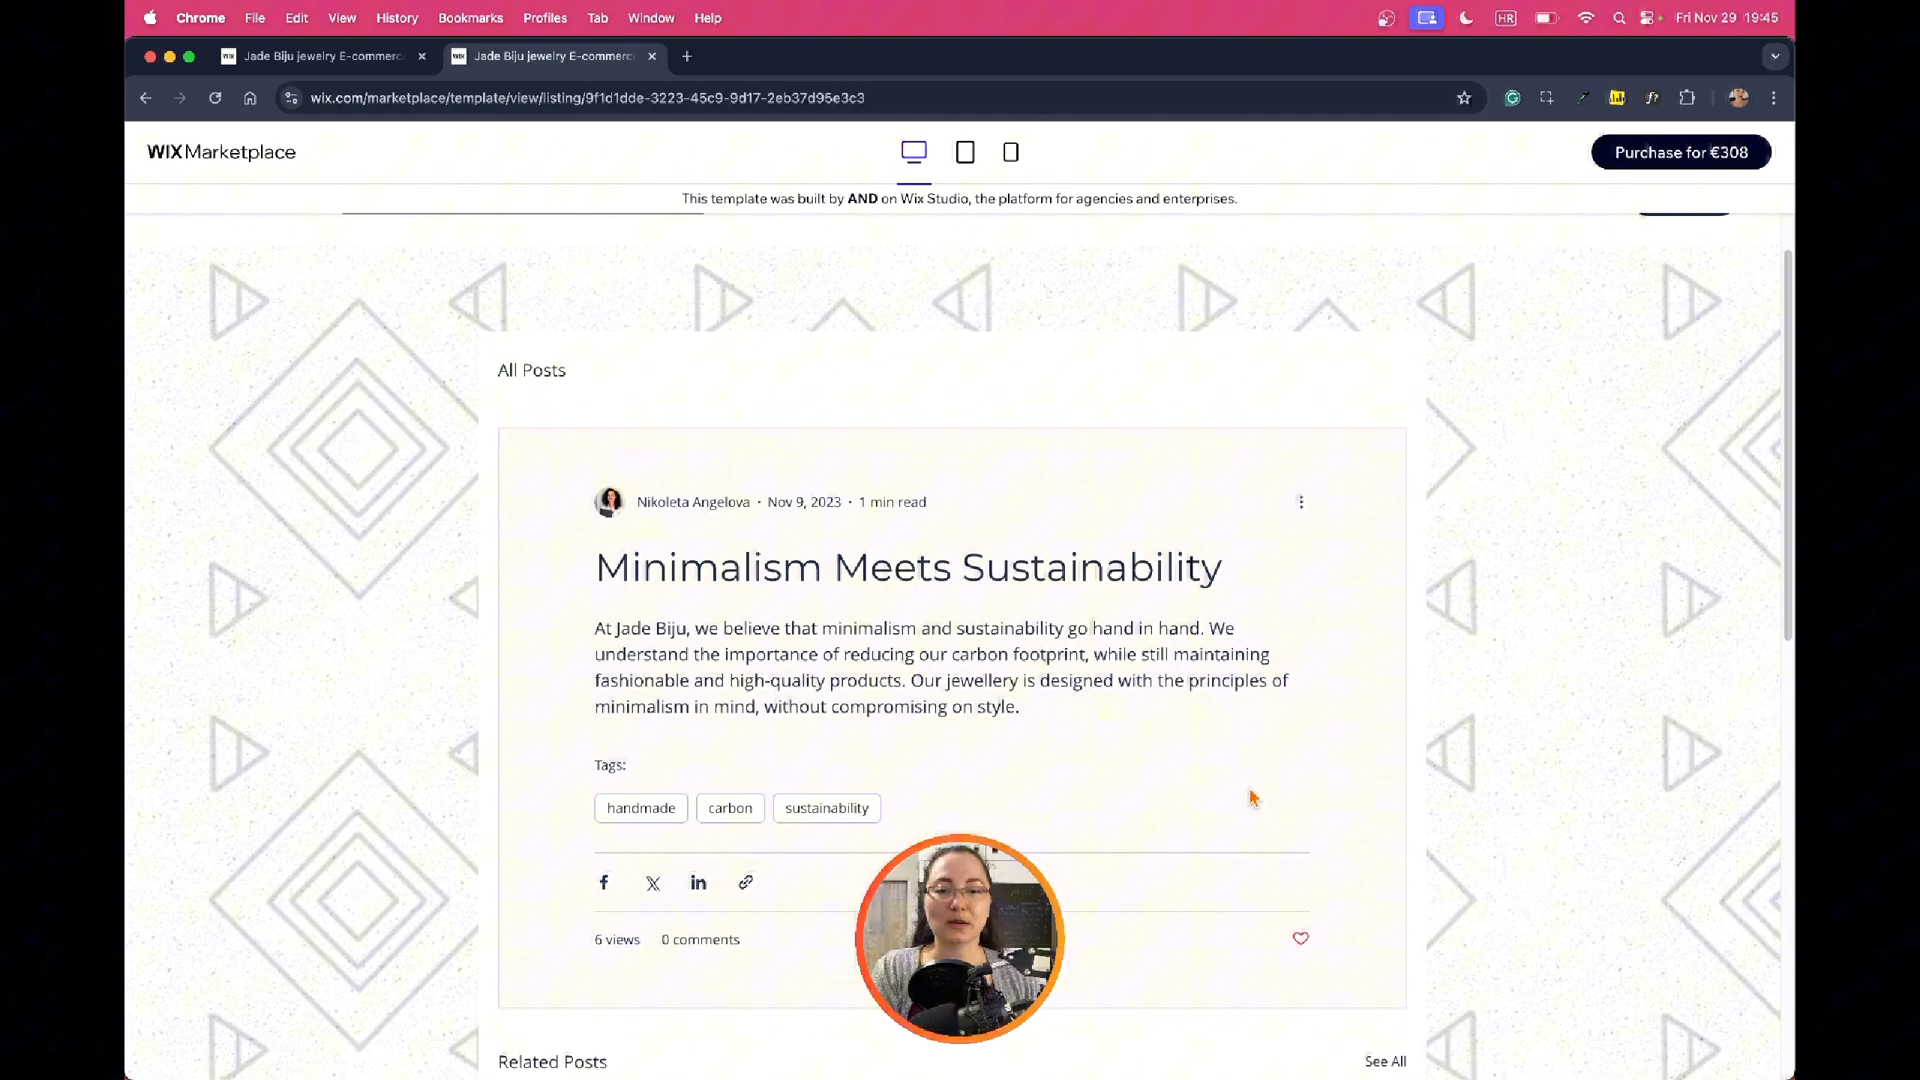 Chrome File Edit View History Bookmarks Profiles Tab Window Help HR Fri Nov 29 19:45
WIX Jade Biju jewelry E-commerc WIX Jade Biju jewelry E-commerc
wix.com/marketplace/template/view/listing/9f1d1dde-3223-45c9-9d17-2eb37d95e3c3 f?
WIX Marketplace Purchase for €308
This template was built by AND on Wix Studio, the platform for agencies and enterprises.
All Posts
Nikoleta Angelova · Nov 9, 2023 · 1 min read
Minimalism Meets Sustainability
At Jade Biju, we believe that minimalism and sustainability go hand in hand. We
understand the importance of reducing our carbon footprint, while still maintaining
fashionable and high-quality products. Our jewellery is designed with the principles of
minimalism in mind, without compromising on style.
Tags:
handmade carbon sustainability
6 views 0 comments
Related Posts See All